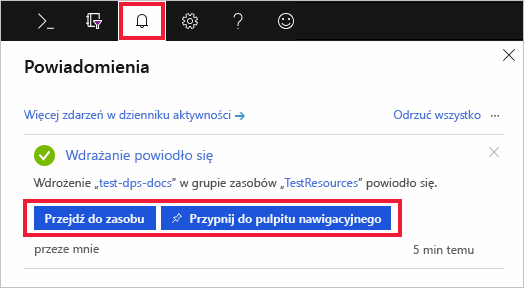 Powiadomienia
Więcej zdarzeń w dzienniku aktywności → Odrzuć wszystko ...
Wdrażanie powiodło się
Wdrożenie „test-dps-docs” w grupie zasobów „TestResources” powiodło się.
Przejdź do zasobu Przypnij do pulpitu nawigacyjnego
przeze mnie 5 min temu